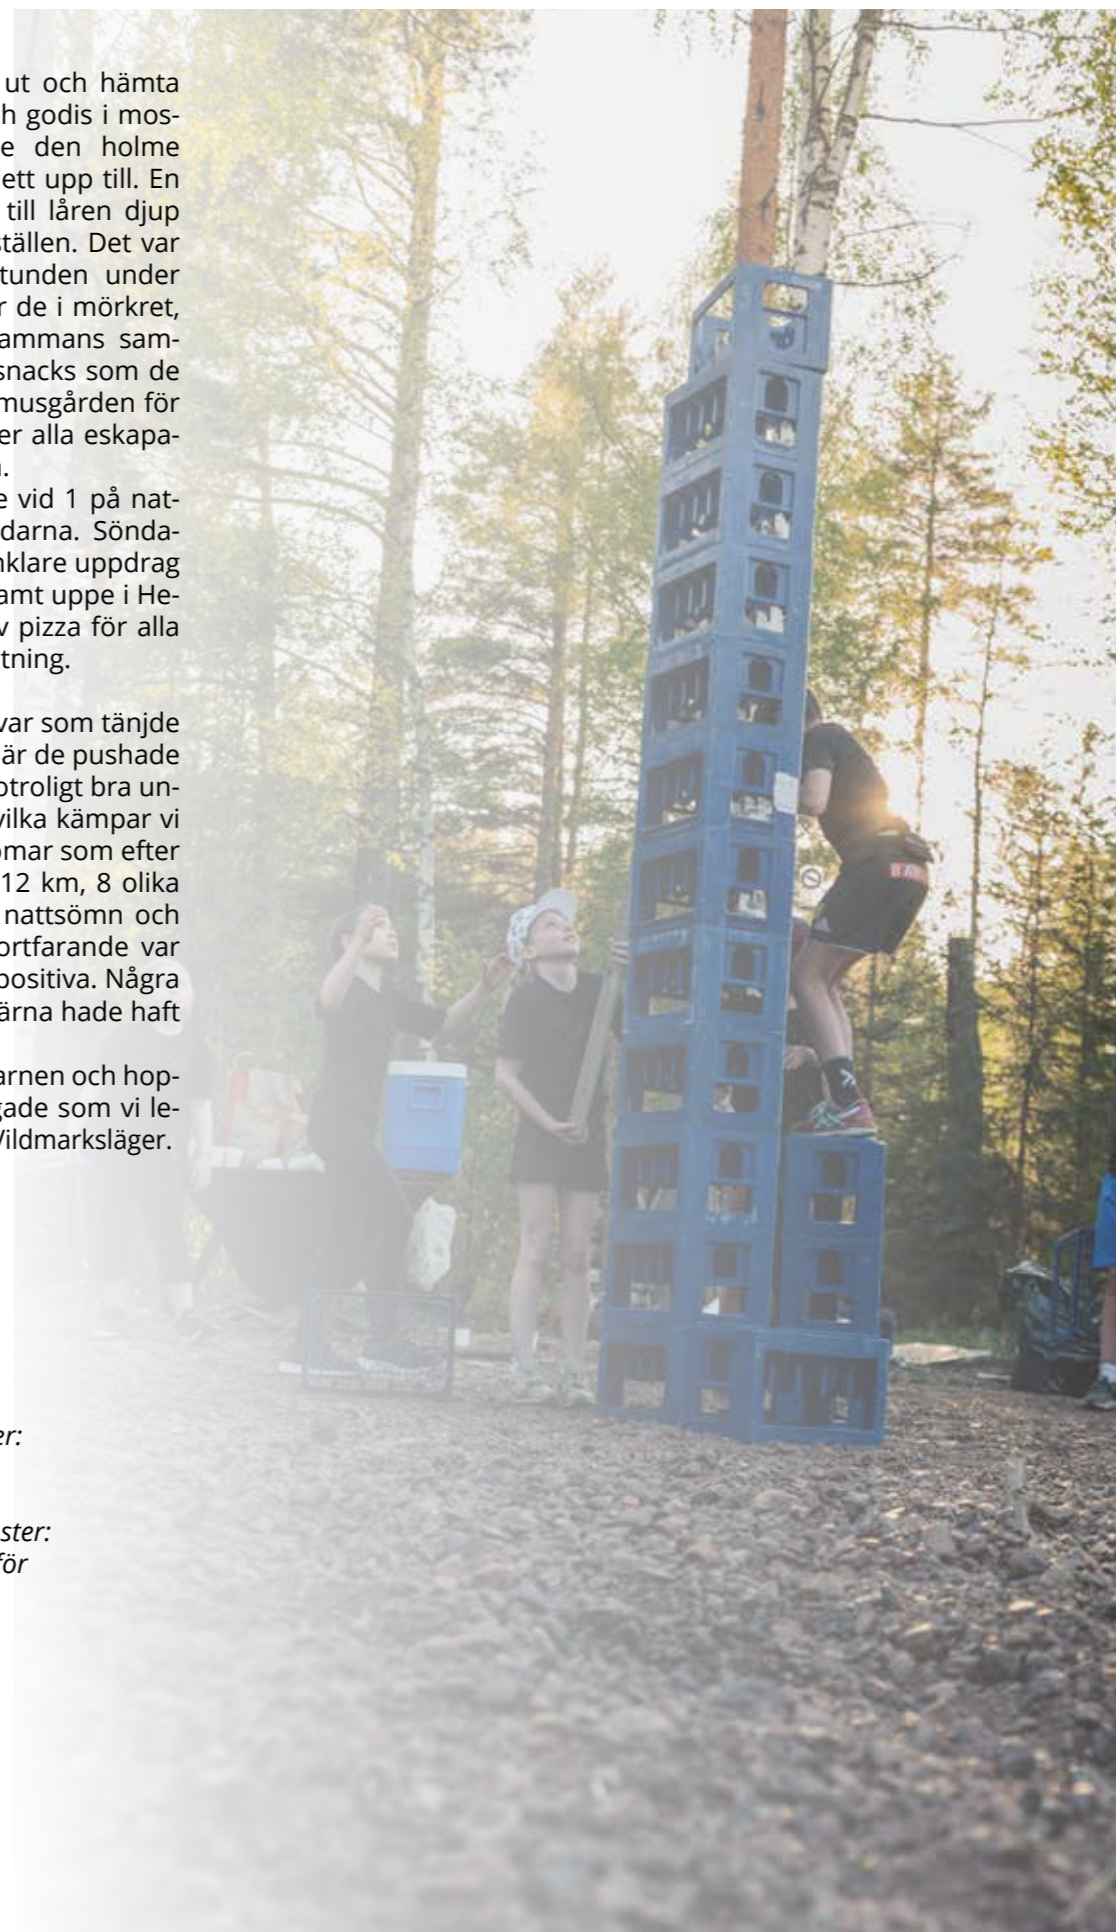 ut och hämta
h godis i mos-
e den holme
ett upp till. En
till låren djup
ställen. Det var
tunden under
r de i mörkret,
ammans sam-
snacks som de
musgården för
er alla eskapa-
.
e vid 1 på nat-
darna. Sönda-
nklare uppdrag
amt uppe i He-
v pizza för alla
tning.
var som tänjde
är de pushade
otroligt bra un-
vilka kämpar vi
mar som efter
12 km, 8 olika
nattsömn och
ortfarande var
positiva. Några
ärna hade haft
arnen och hop-
gade som vi le-
Vildmarksläger.
er:
ster:
för